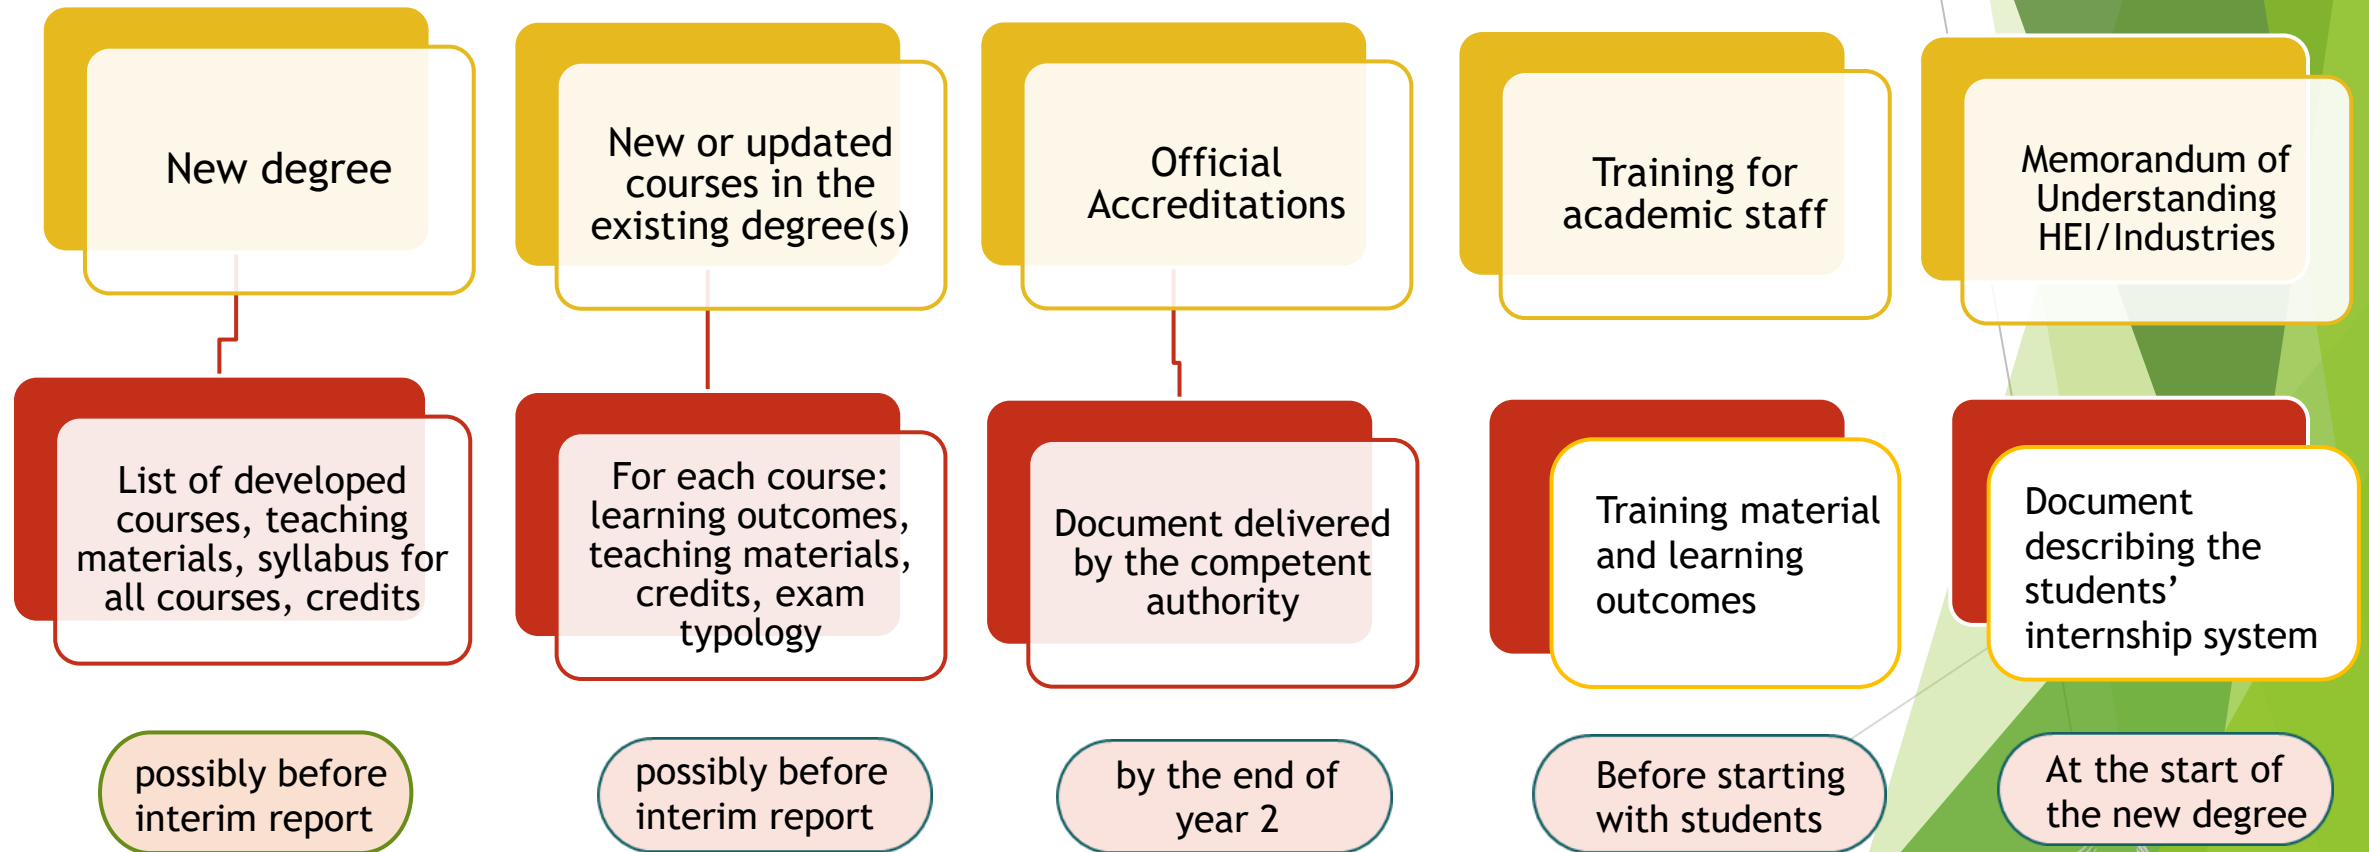 New degree
New or updated
courses in the
existing degree(s)
Official
Accreditations
Training for
academic staff
Memorandum of
Understanding
HEI/Industries
List of developed
courses, teaching
materials, syllabus for
all courses, credits
For each course:
learning outcomes,
teaching materials,
credits, exam
typology
Document delivered
by the competent
authority
Training material
and learning
outcomes
Document
describing the
students’
internship system
possibly before
interim report
possibly before
interim report
by the end of
year 2
Before starting
with students
At the start of
the new degree